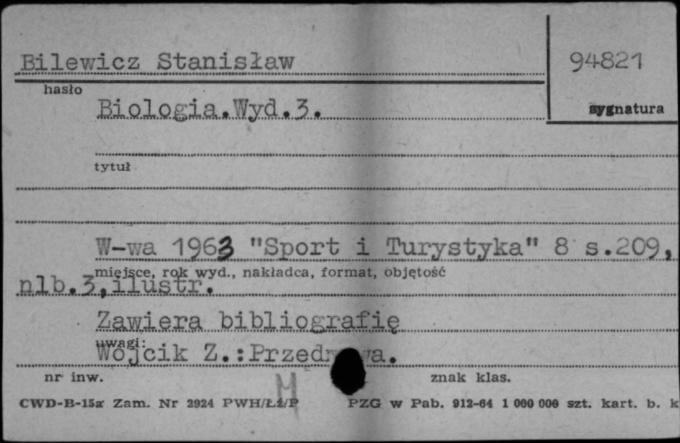 Bilewicz Stanisław 94821
hasło sygnatura
Biologia.Wyd.3.
tytuł
W-wa 1963 "Sport i Turystyka" 8 s.209,
miejsce, rok wyd., nakładca, format, objętość
nlb.3,ilustr.
Zawiera bibliografię
uwagi:
Wójcik Z.:
nr inw. znak klas.
CWD-B-15a Zam. Nr 2924 PWH/Łź/P PZG w Pab. 912-64 1 000 000 szt. kart. b. k